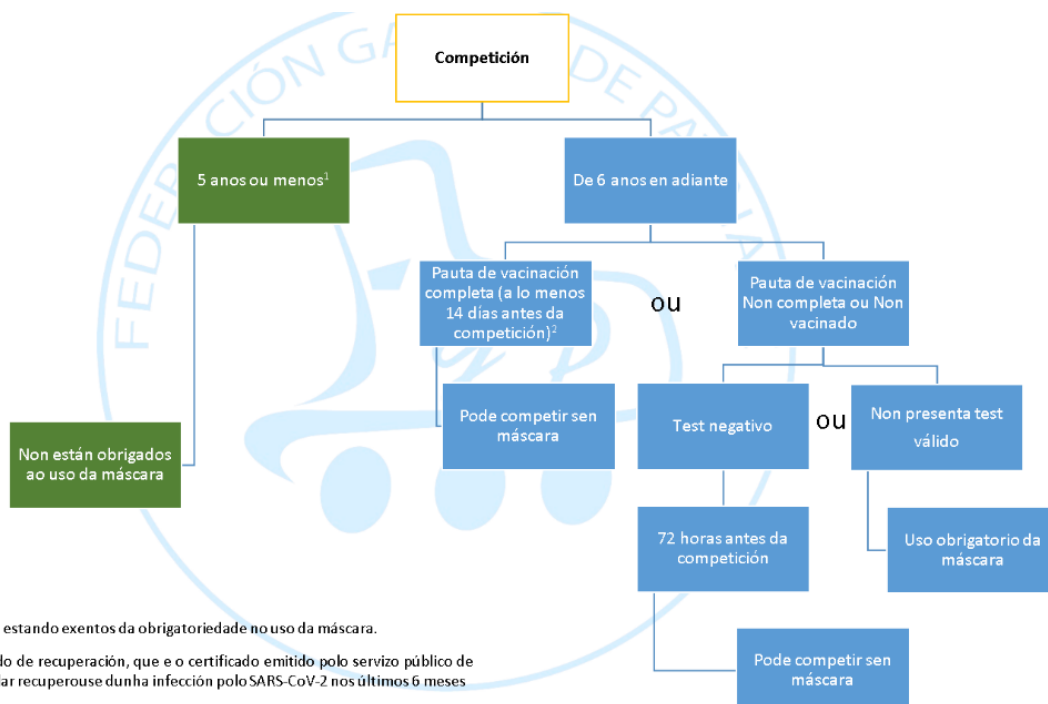 FEDERACIÓN GA
DE PA
Competición
5 anos ou menos1
De 6 anos en adiante
Pauta de vacinación
completa (a lo menos
14 días antes da
competición)2
ou
Pauta de vacinación
Non completa ou Non
vacinado
Pode competir sen
máscara
Test negativo
ou
Non presenta test
válido
Non están obrigados
ao uso da máscara
72 horas antes da
competición
Uso obrigatorio da
máscara
estando exentos da obrigatoriedade no uso da máscara.
do de recuperación, que e o certificado emitido polo servizo público de
lar recuperouse dunha infección polo SARS-CoV-2 nos últimos 6 meses
Pode competir sen
máscara